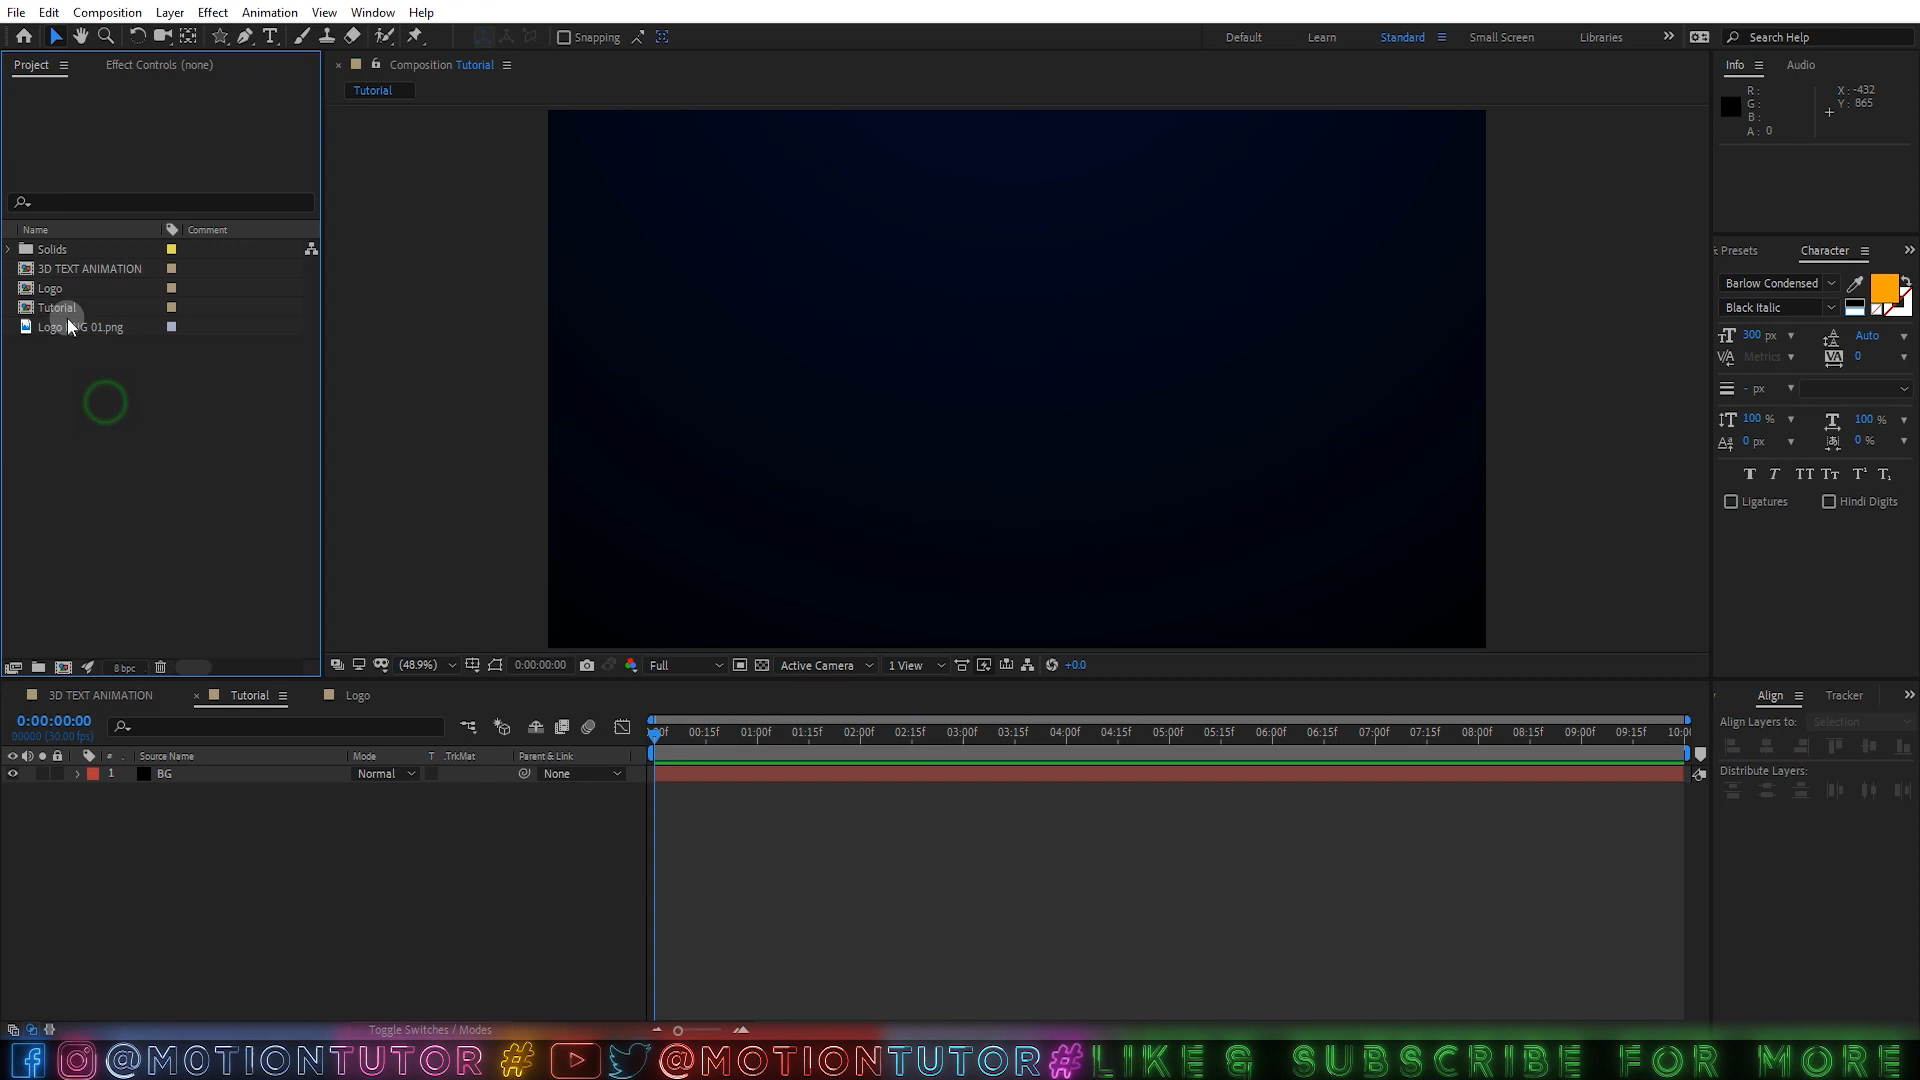 File Edit Composition Layer Effect Animation View Window Help
Snapping Default Learn Standard Small Screen Libraries Search Help
Project Effect Controls (none) Composition Tutorial Info Audio
Tutorial
R : X : -432
G : Y : 865
B :
A : 0
Name Comment
Solids
3D TEXT ANIMATION
Logo
Tutorial
Logo 01.png
Presets Character
Barlow Condensed
Black Italic
300 px Auto
Metrics 0
- px
100 % 100 %
0 px 0 %
Ligatures Hindi Digits
8 bpc (48.9%) 0:00:00:00 Full Active Camera 1 View +0.0
3D TEXT ANIMATION Tutorial Logo Align Tracker
0:00:00:00
00000 (30.00 fps)
Align Layers to: Selection
00:15f 01:00f 01:15f 02:00f 02:15f 03:00f 03:15f 04:00f 04:15f 05:00f 05:15f 06:00f 06:15f 07:00f 07:15f 08:00f 08:15f 09:00f 09:15f
# Source Name Mode T .TrkMat Parent & Link
Distribute Layers:
1 BG Normal None
Toggle Switches / Modes
@MOTIONTUTOR # @MOTIONTUTOR # LIKE & SUBSCRIBE FOR MORE